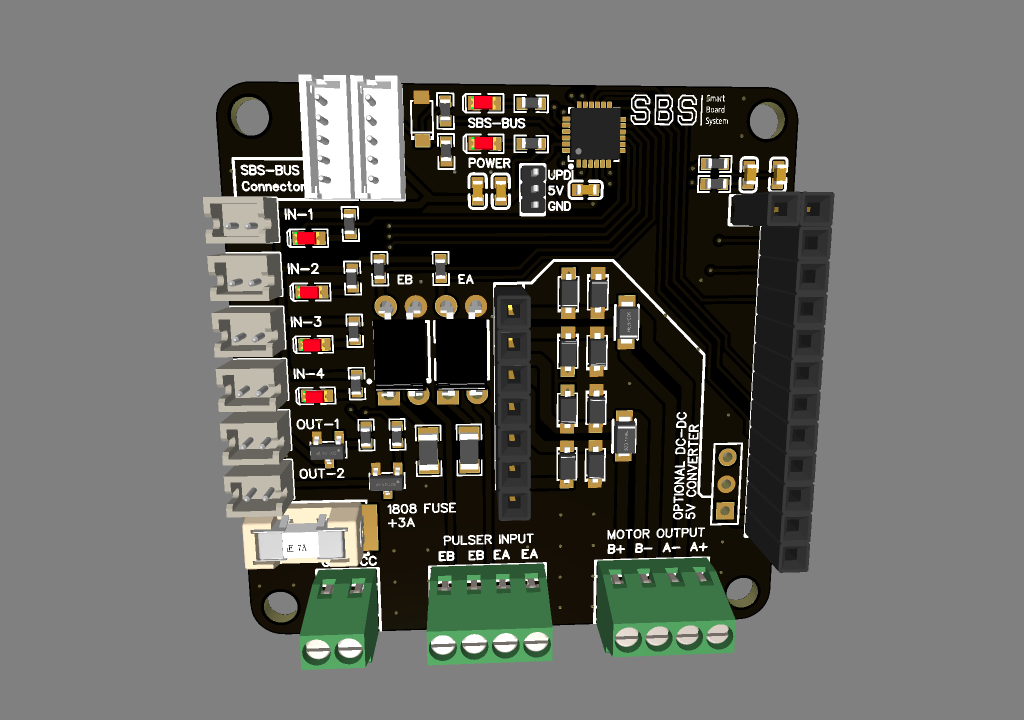 SBS
Smart
Board
System
SBS-BUS
POWER
UPDI
5V
GND
SBS-BUS
Connector
IN-1
IN-2
IN-3
IN-4
EB
EA
OUT-1
OUT-2
OPTIONAL DC-DC
5V CONVERTER
1808 FUSE
+3A
7A
PULSER INPUT
EB EB EA EA
MOTOR OUTPUT
B+ B- A- A+